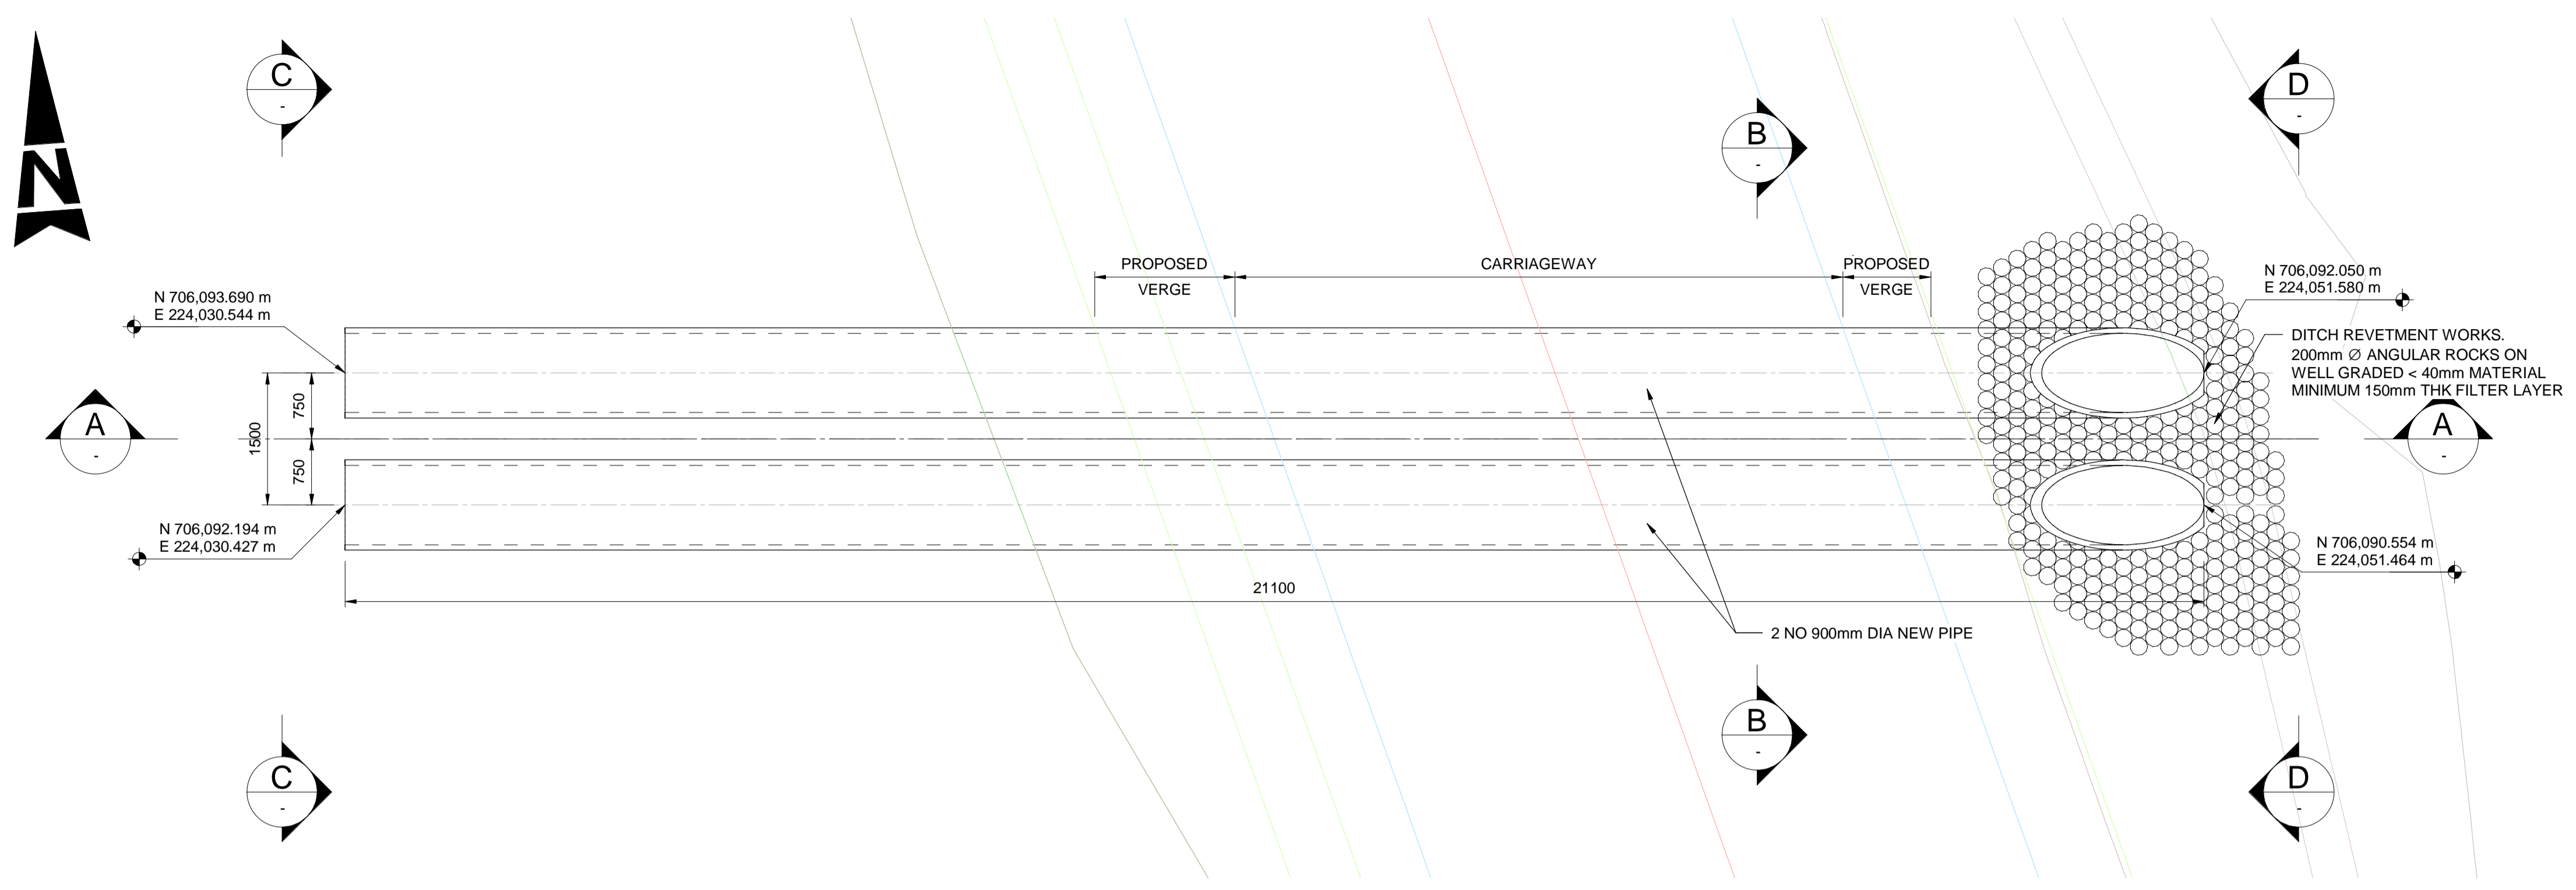 N
C
-
B
-
D
-
PROPOSED
VERGE
CARRIAGEWAY
PROPOSED
VERGE
N 706,093.690 m
E 224,030.544 m
N 706,092.050 m
E 224,051.580 m
DITCH REVETMENT WORKS.
200mm Ø ANGULAR ROCKS ON
WELL GRADED < 40mm MATERIAL
MINIMUM 150mm THK FILTER LAYER
A
-
1500
750
750
A
-
N 706,092.194 m
E 224,030.427 m
N 706,090.554 m
E 224,051.464 m
21100
2 NO 900mm DIA NEW PIPE
C
-
B
-
D
-